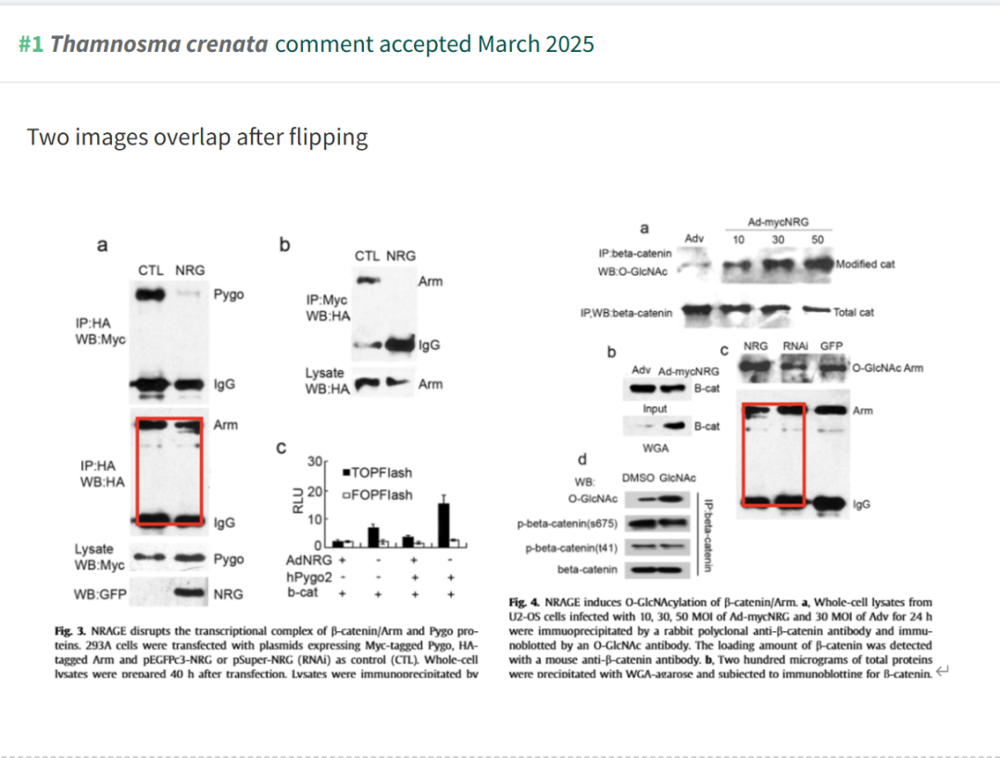 #1 Thamnosma crenata comment accepted March 2025
Two images overlap after flipping
a
CTL NRG
Pygo
IP:HA
WB:Myc
IgG
Arm
IP:HA
WB:HA
IgG
Lysate
WB:Myc
Pygo
WB:GFP
NRG
b
CTL NRG
Arm
IP:Myc
WB:HA
IgG
Lysate
WB:HA
Arm
c
30
20
10
0
RLU
■TOPFlash
□FOPFlash
AdNRG + - + -
hPygo2 - - + +
b-cat + + + +
Fig. 3. NRAGE disrupts the transcriptional complex of β-catenin/Arm and Pygo pro-
teins. 293A cells were transfected with plasmids expressing Myc-tagged Pygo, HA-
tagged Arm and pEGFPc3-NRG or pSuper-NRG (RNAi) as control (CTL). Whole-cell
lysates were prepared 40 h after transfection. Lysates were immunoprecipitated by
a
Ad-mycNRG
Adv 10 30 50
IP:beta-catenin
WB:O-GlcNAc
Modified cat
IP,WB:beta-catenin
Total cat
b
Adv Ad-mycNRG
B-cat
Input
B-cat
WGA
c
NRG RNAi GFP
O-GlcNAc Arm
Arm
IgG
d
WB:
DMSO GlcNAc
O-GlcNAc
p-beta-catenin(s675)
p-beta-catenin(t41)
beta-catenin
IP:beta-catenin
Fig. 4. NRAGE induces O-GlcNAcylation of β-catenin/Arm. a, Whole-cell lysates from
U2-OS cells infected with 10, 30, 50 MOI of Ad-mycNRG and 30 MOI of Adv for 24 h
were immuoprecipitated by a rabbit polyclonal anti-β-catenin antibody and immu-
noblotted by an O-GlcNAc antibody. The loading amount of β-catenin was detected
with a mouse anti-β-catenin antibody. b, Two hundred micrograms of total proteins
were precipitated with WGA-agarose and subjected to immunoblotting for β-catenin.